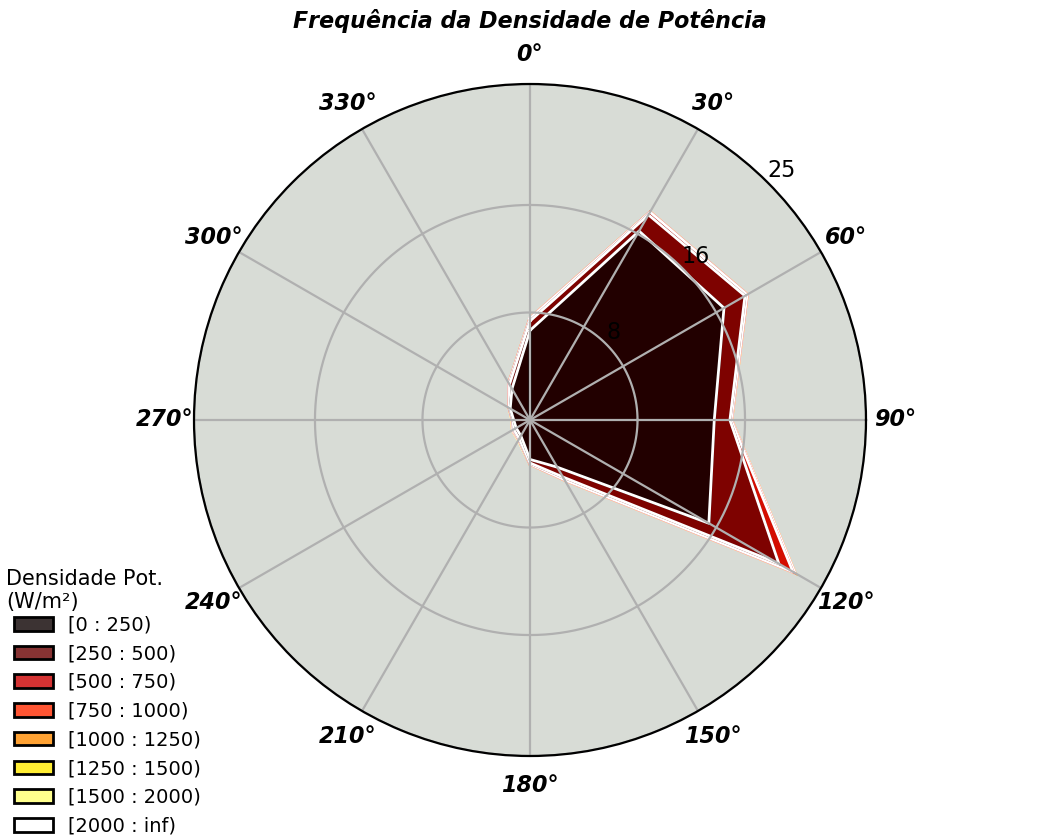 Frequência da Densidade de Potência
0°
330°
30°
25
300°
60°
16
8
270°
90°
Densidade Pot.
(W/m²)
240°
120°
[0 : 250)
[250 : 500)
[500 : 750)
[750 : 1000)
210°
150°
[1000 : 1250)
[1250 : 1500)
180°
[1500 : 2000)
[2000 : inf)